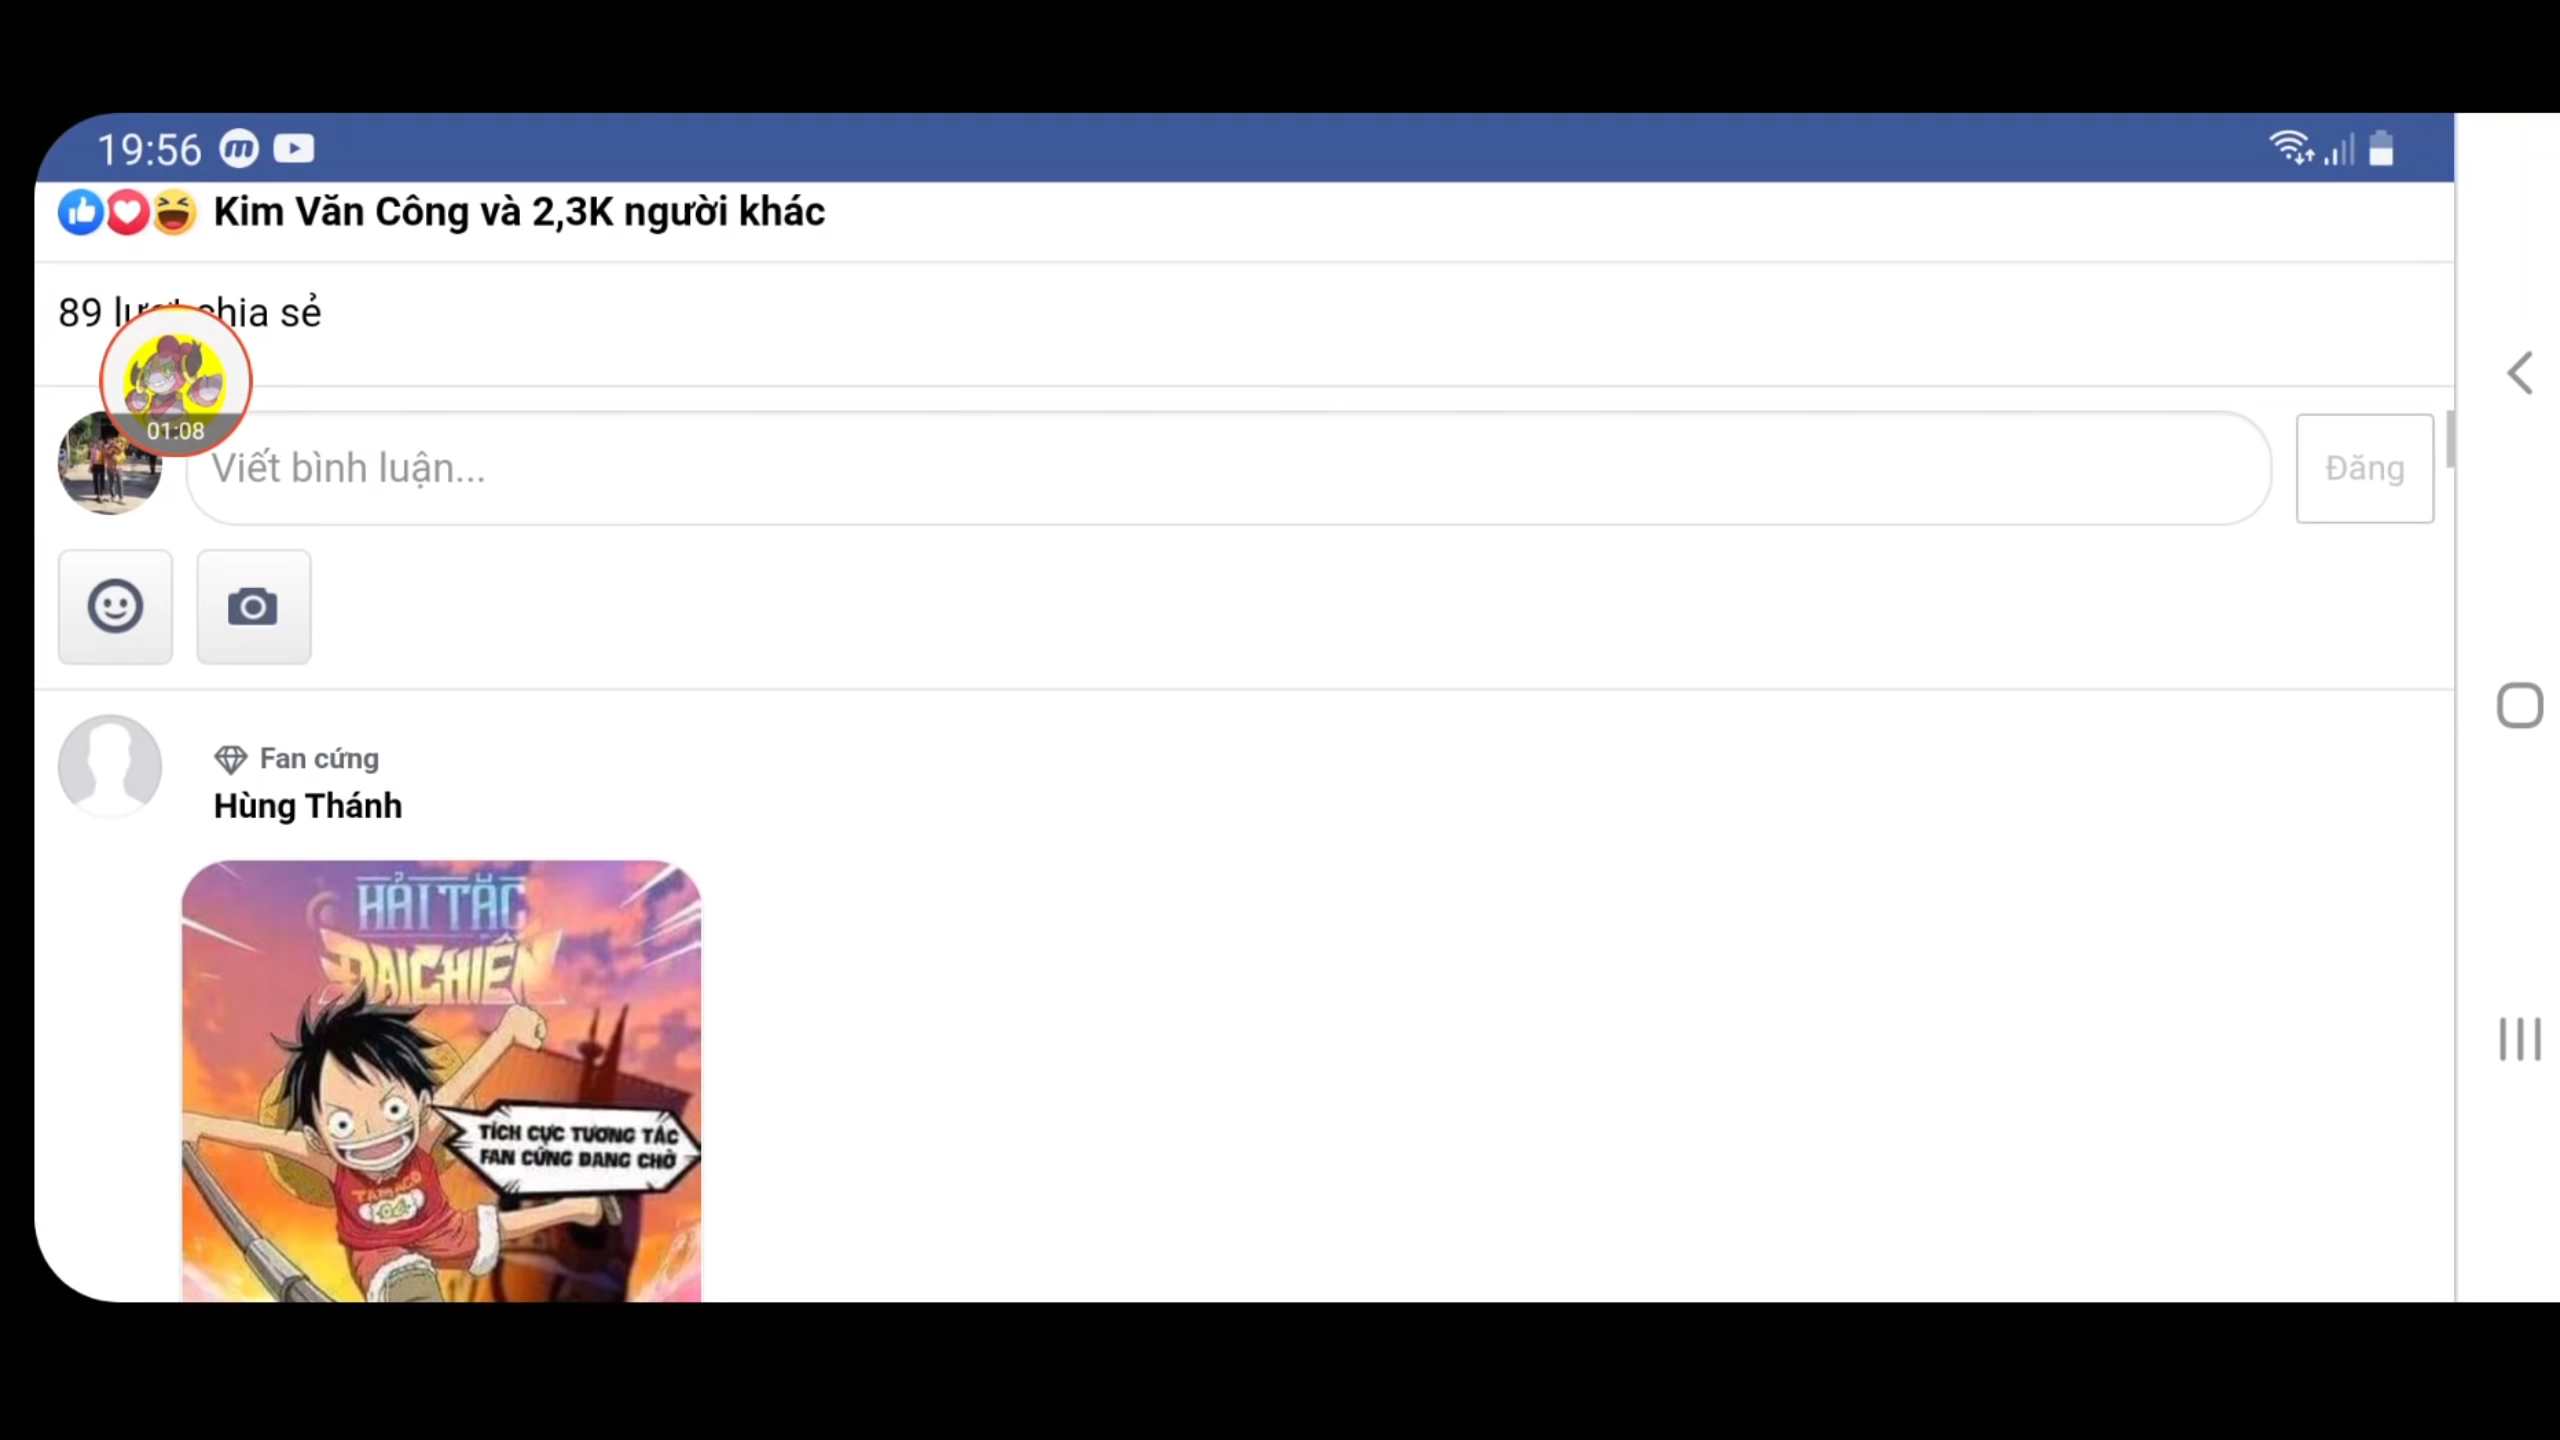 19:56
Kim Văn Công và 2,3K người khác
89 lượt chia sẻ
01:08
Viết bình luận...
Đăng
Fan cứng
Hùng Thánh
HẢI TẶC
ĐẠI CHIẾN
TÍCH CỰC TƯƠNG TÁC
FAN CỨNG ĐANG CHỜ
04